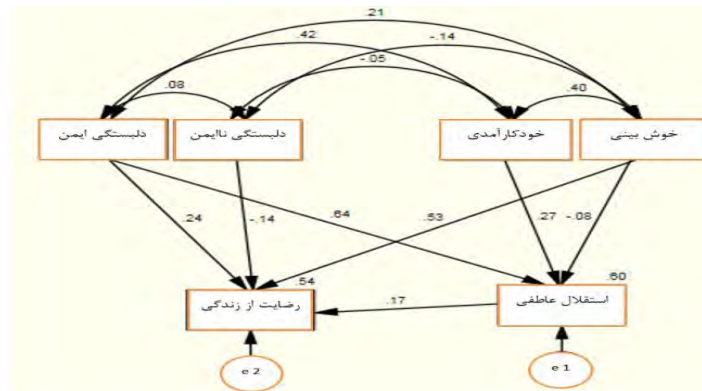 .21
.42
-.14
-.05
.08
.40
دلبستگی ایمن
دلبستگی ناایمن
خودکارآمدی
خوش بینی
.24
-.14
.64
.53
.27
-.08
.54
.60
رضایت از زندگی
.17
استقلال عاطفی
e 2
e 1